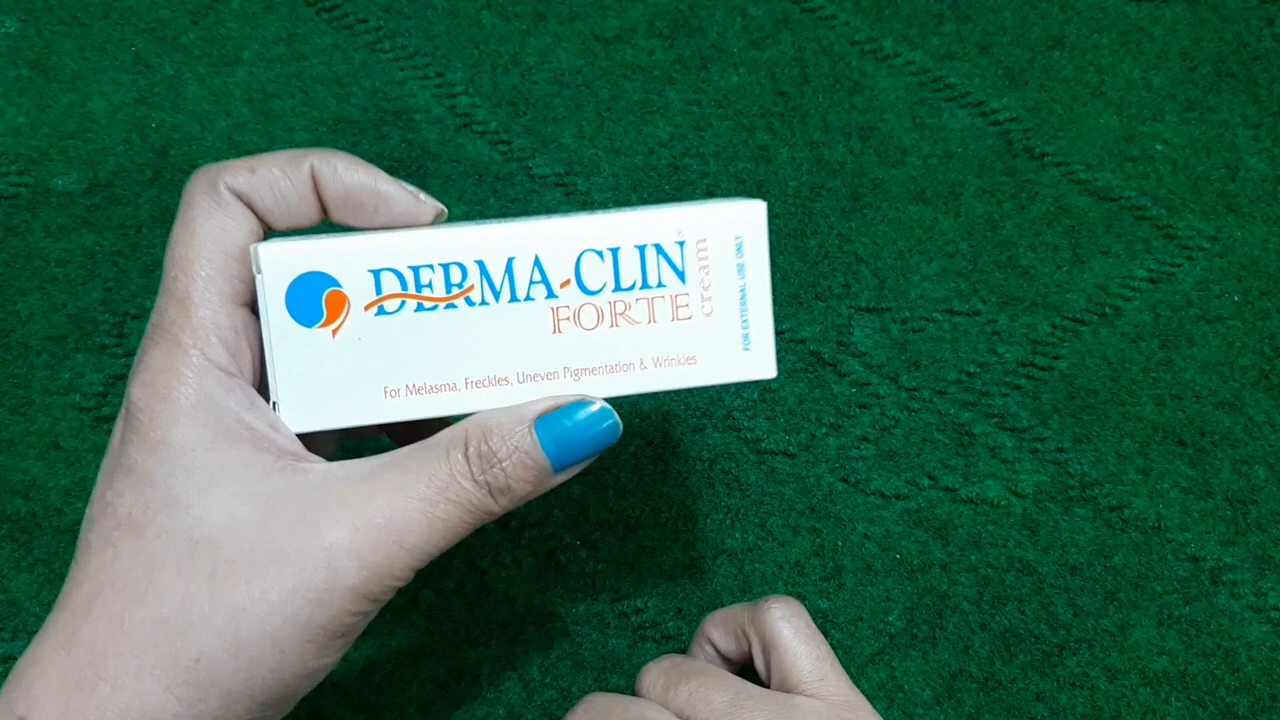 DERMA-CLIN®
FORTE
cream
FOR EXTERNAL USE ONLY
For Melasma, Freckles, Uneven Pigmentation & Wrinkles